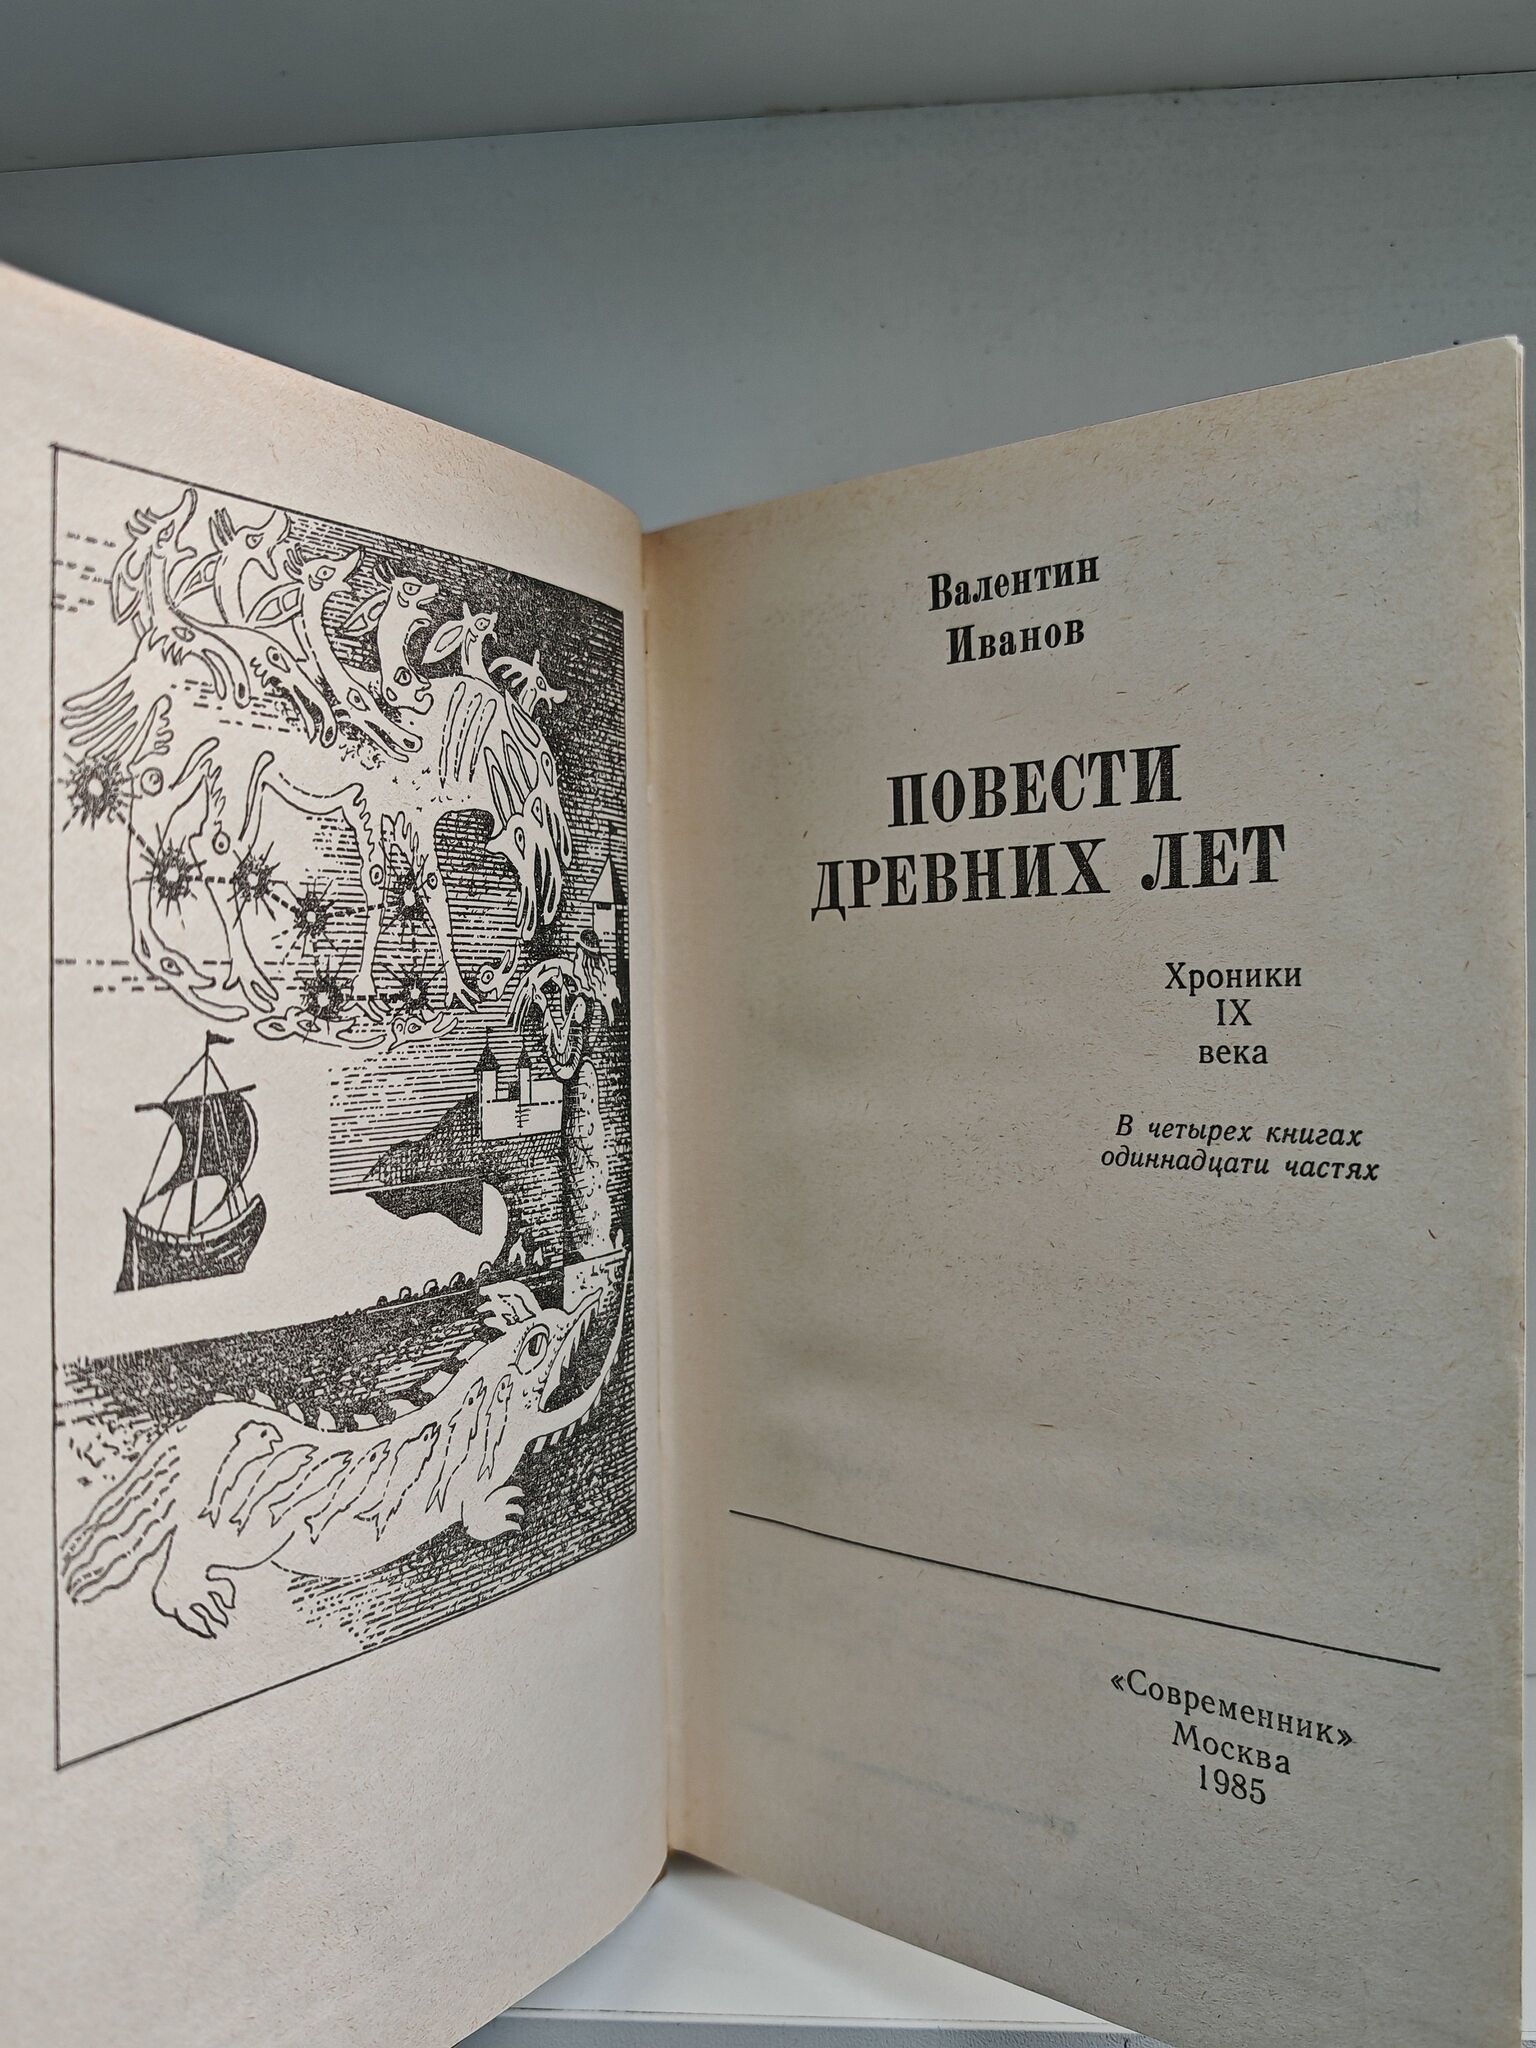 Валентин
Иванов
ПОВЕСТИ
ДРЕВНИХ ЛЕТ
Хроники
IX
века
В четырех книгах
одиннадцати частях
«Современник»
Москва
1985